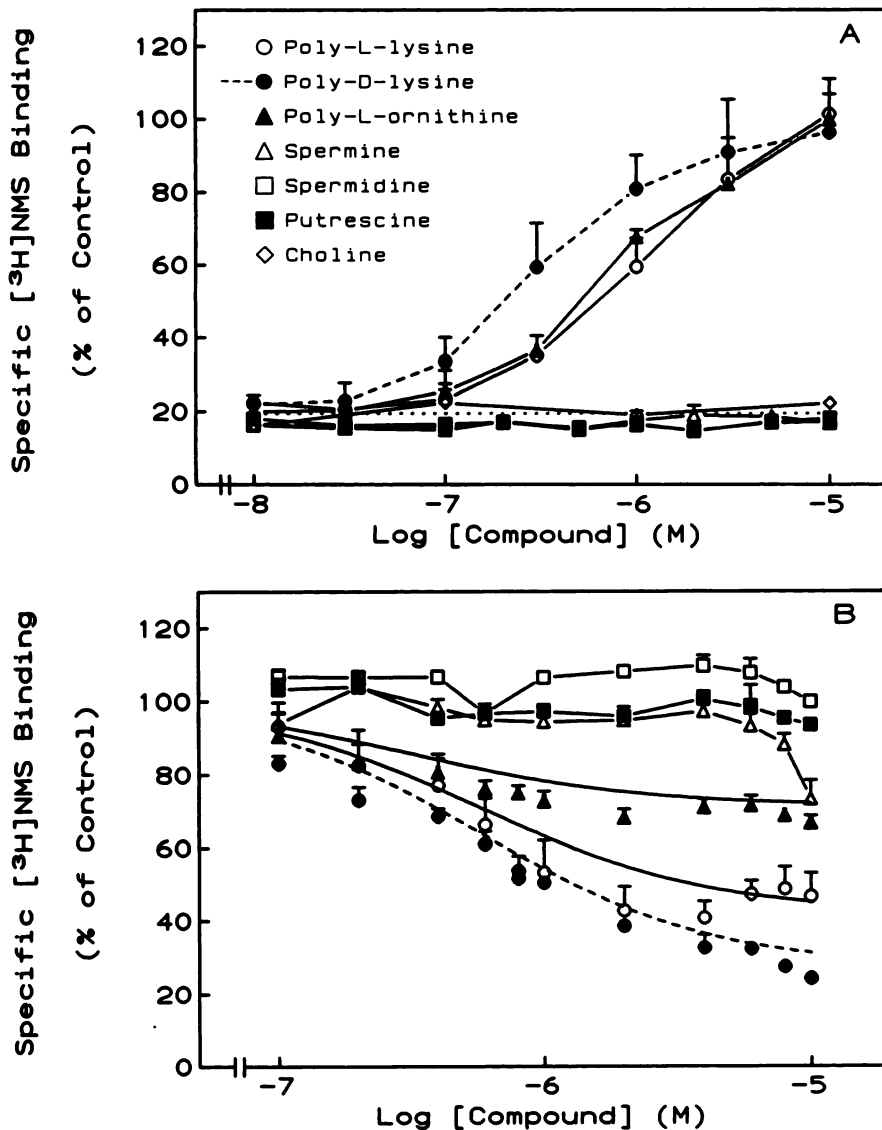 A
120
100
80
60
40
20
0
Specific [³H]NMS Binding
(% of Control)
Poly-L-lysine
Poly-D-lysine
Poly-L-ornithine
Spermine
Spermidine
Putrescine
Choline
-8
-7
-6
-5
Log [Compound] (M)
B
120
100
80
60
40
20
0
Specific [³H]NMS Binding
(% of Control)
-7
-6
-5
Log [Compound] (M)